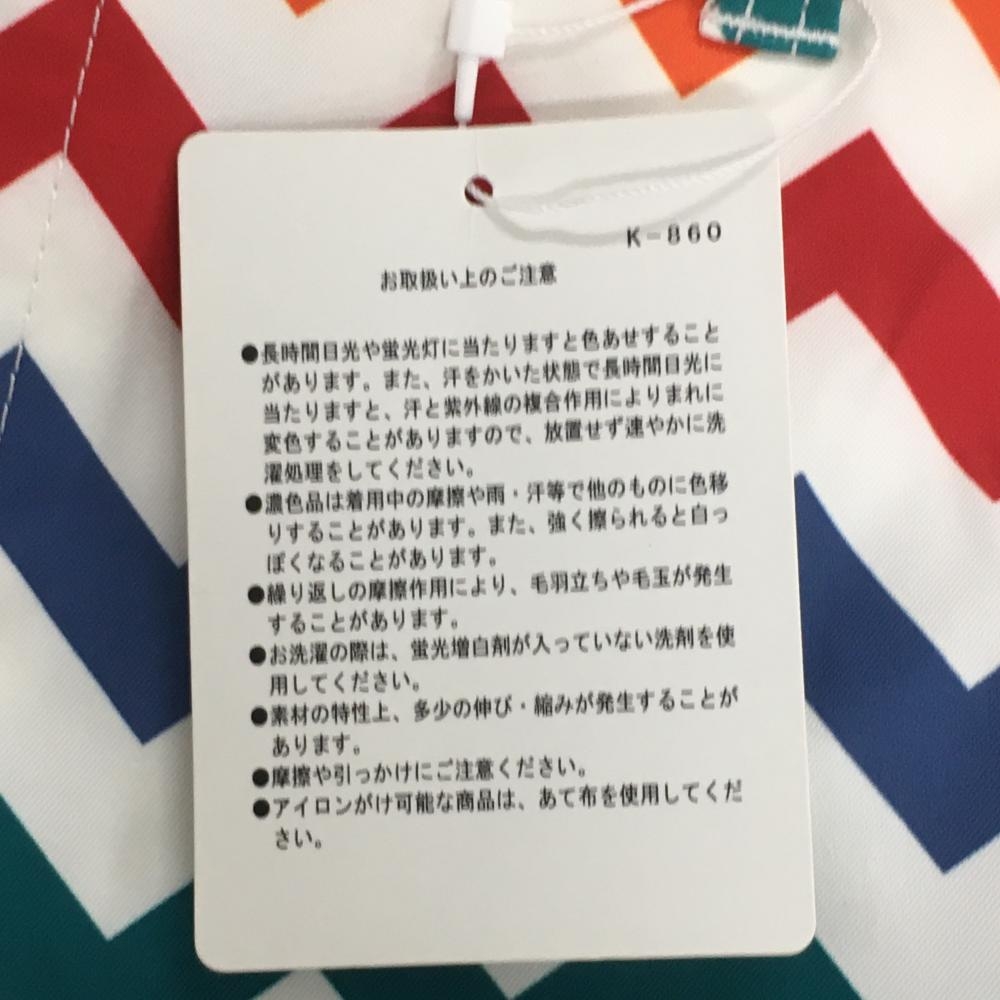 K-860
お取扱い上のご注意
●長時間日光や蛍光灯に当たりますと色あせすること
があります。また、汗をかいた状態で長時間日光に
当たりますと、汗と紫外線の複合作用によりまれに
変色することがありますので、放置せず速やかに洗
濯処理をしてください。
●濃色品は着用中の摩擦や雨・汗等で他のものに色移
りすることがあります。また、強く擦られると白っ
ぽくなることがあります。
●繰り返しの摩擦作用により、毛羽立ちや毛玉が発生
することがあります。
●お洗濯の際は、蛍光増白剤が入っていない洗剤を使
用してください。
●素材の特性上、多少の伸び・縮みが発生することが
あります。
●摩擦や引っかけにご注意ください。
●アイロンがけ可能な商品は、あて布を使用してくだ
さい。